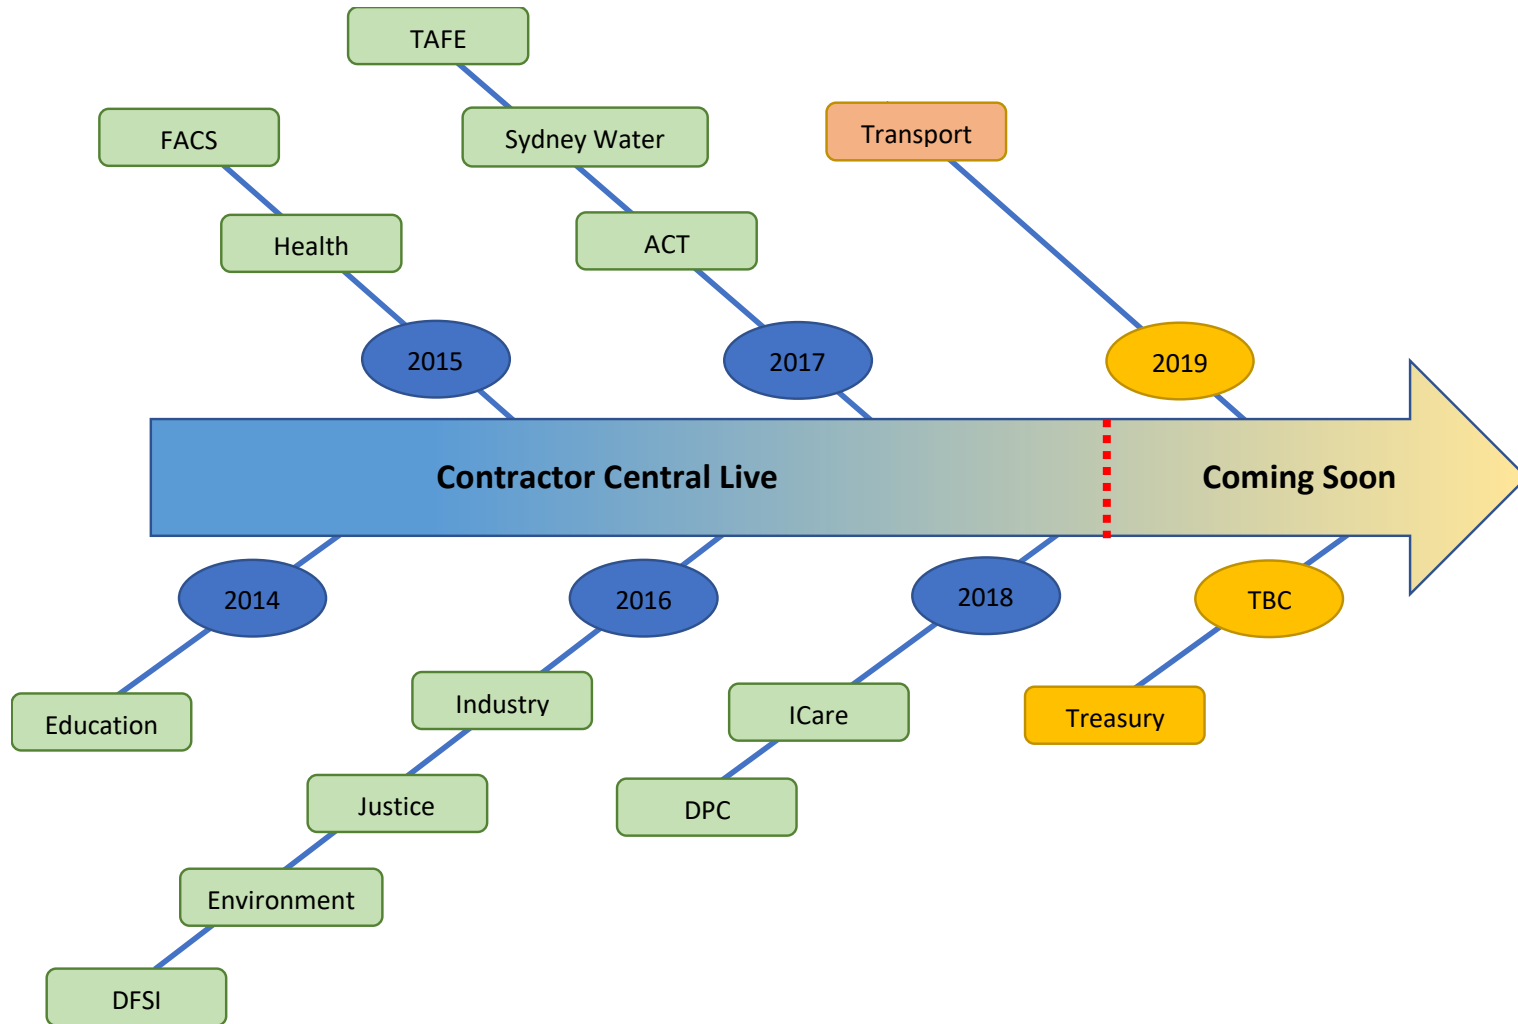 TAFE
FACS
Sydney Water
Transport
Health
ACT
2015
2017
2019
Contractor Central Live
Coming Soon
2014
2016
2018
TBC
Education
Industry
ICare
Treasury
Justice
DPC
Environment
DFSI